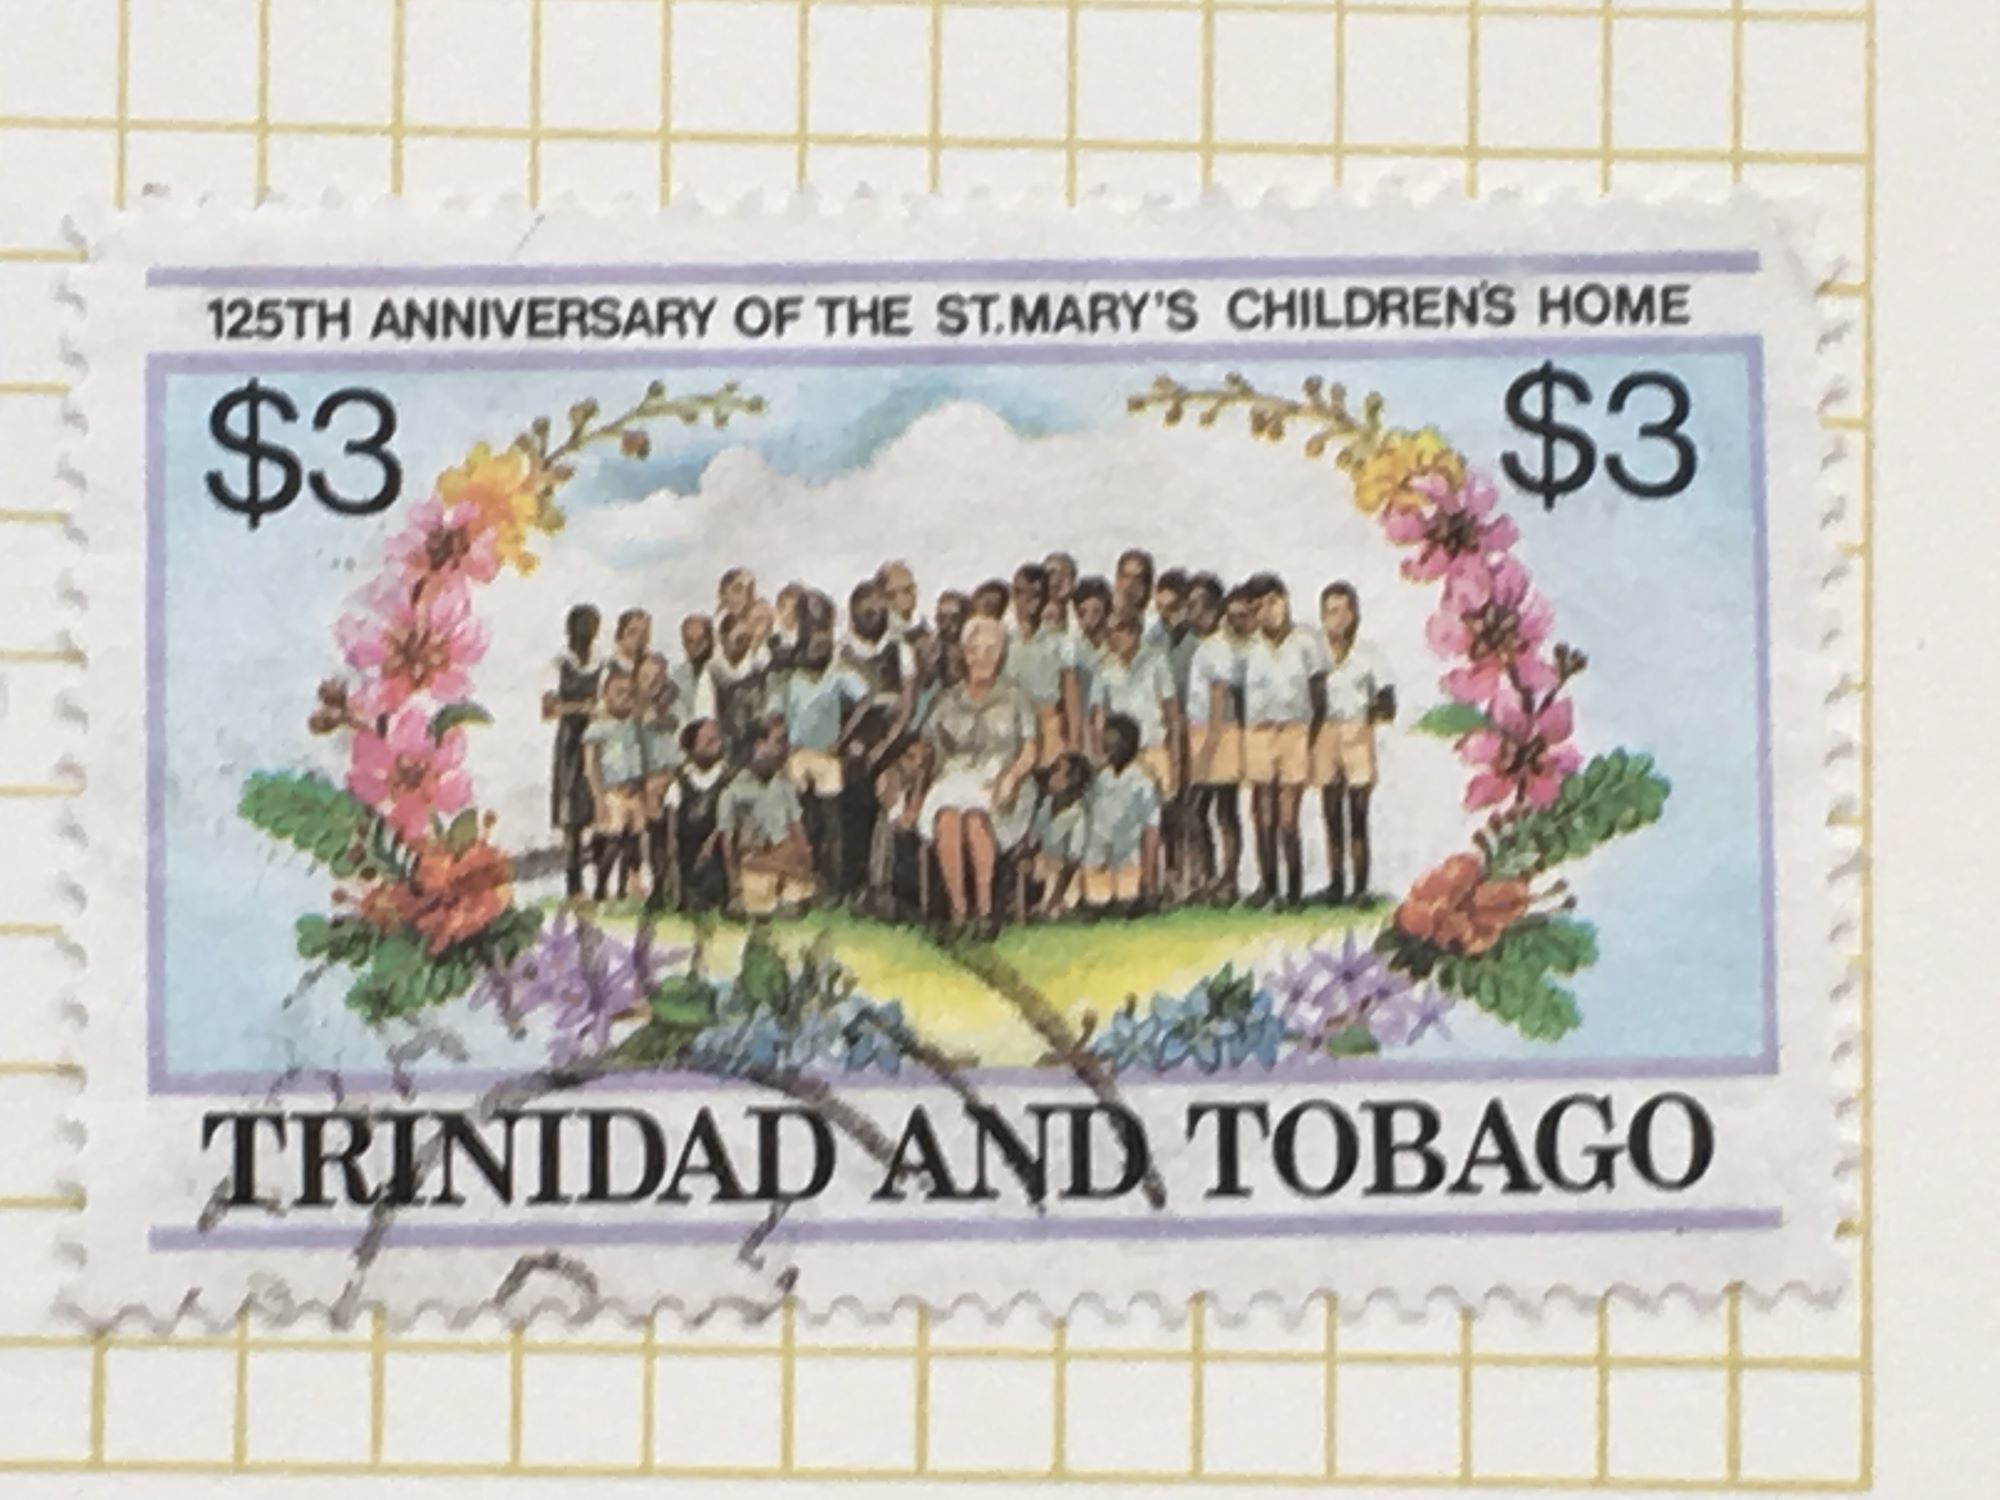 125TH ANNIVERSARY OF THE ST.MARY'S CHILDREN'S HOME
$3 $3
TRINIDAD AND TOBAGO